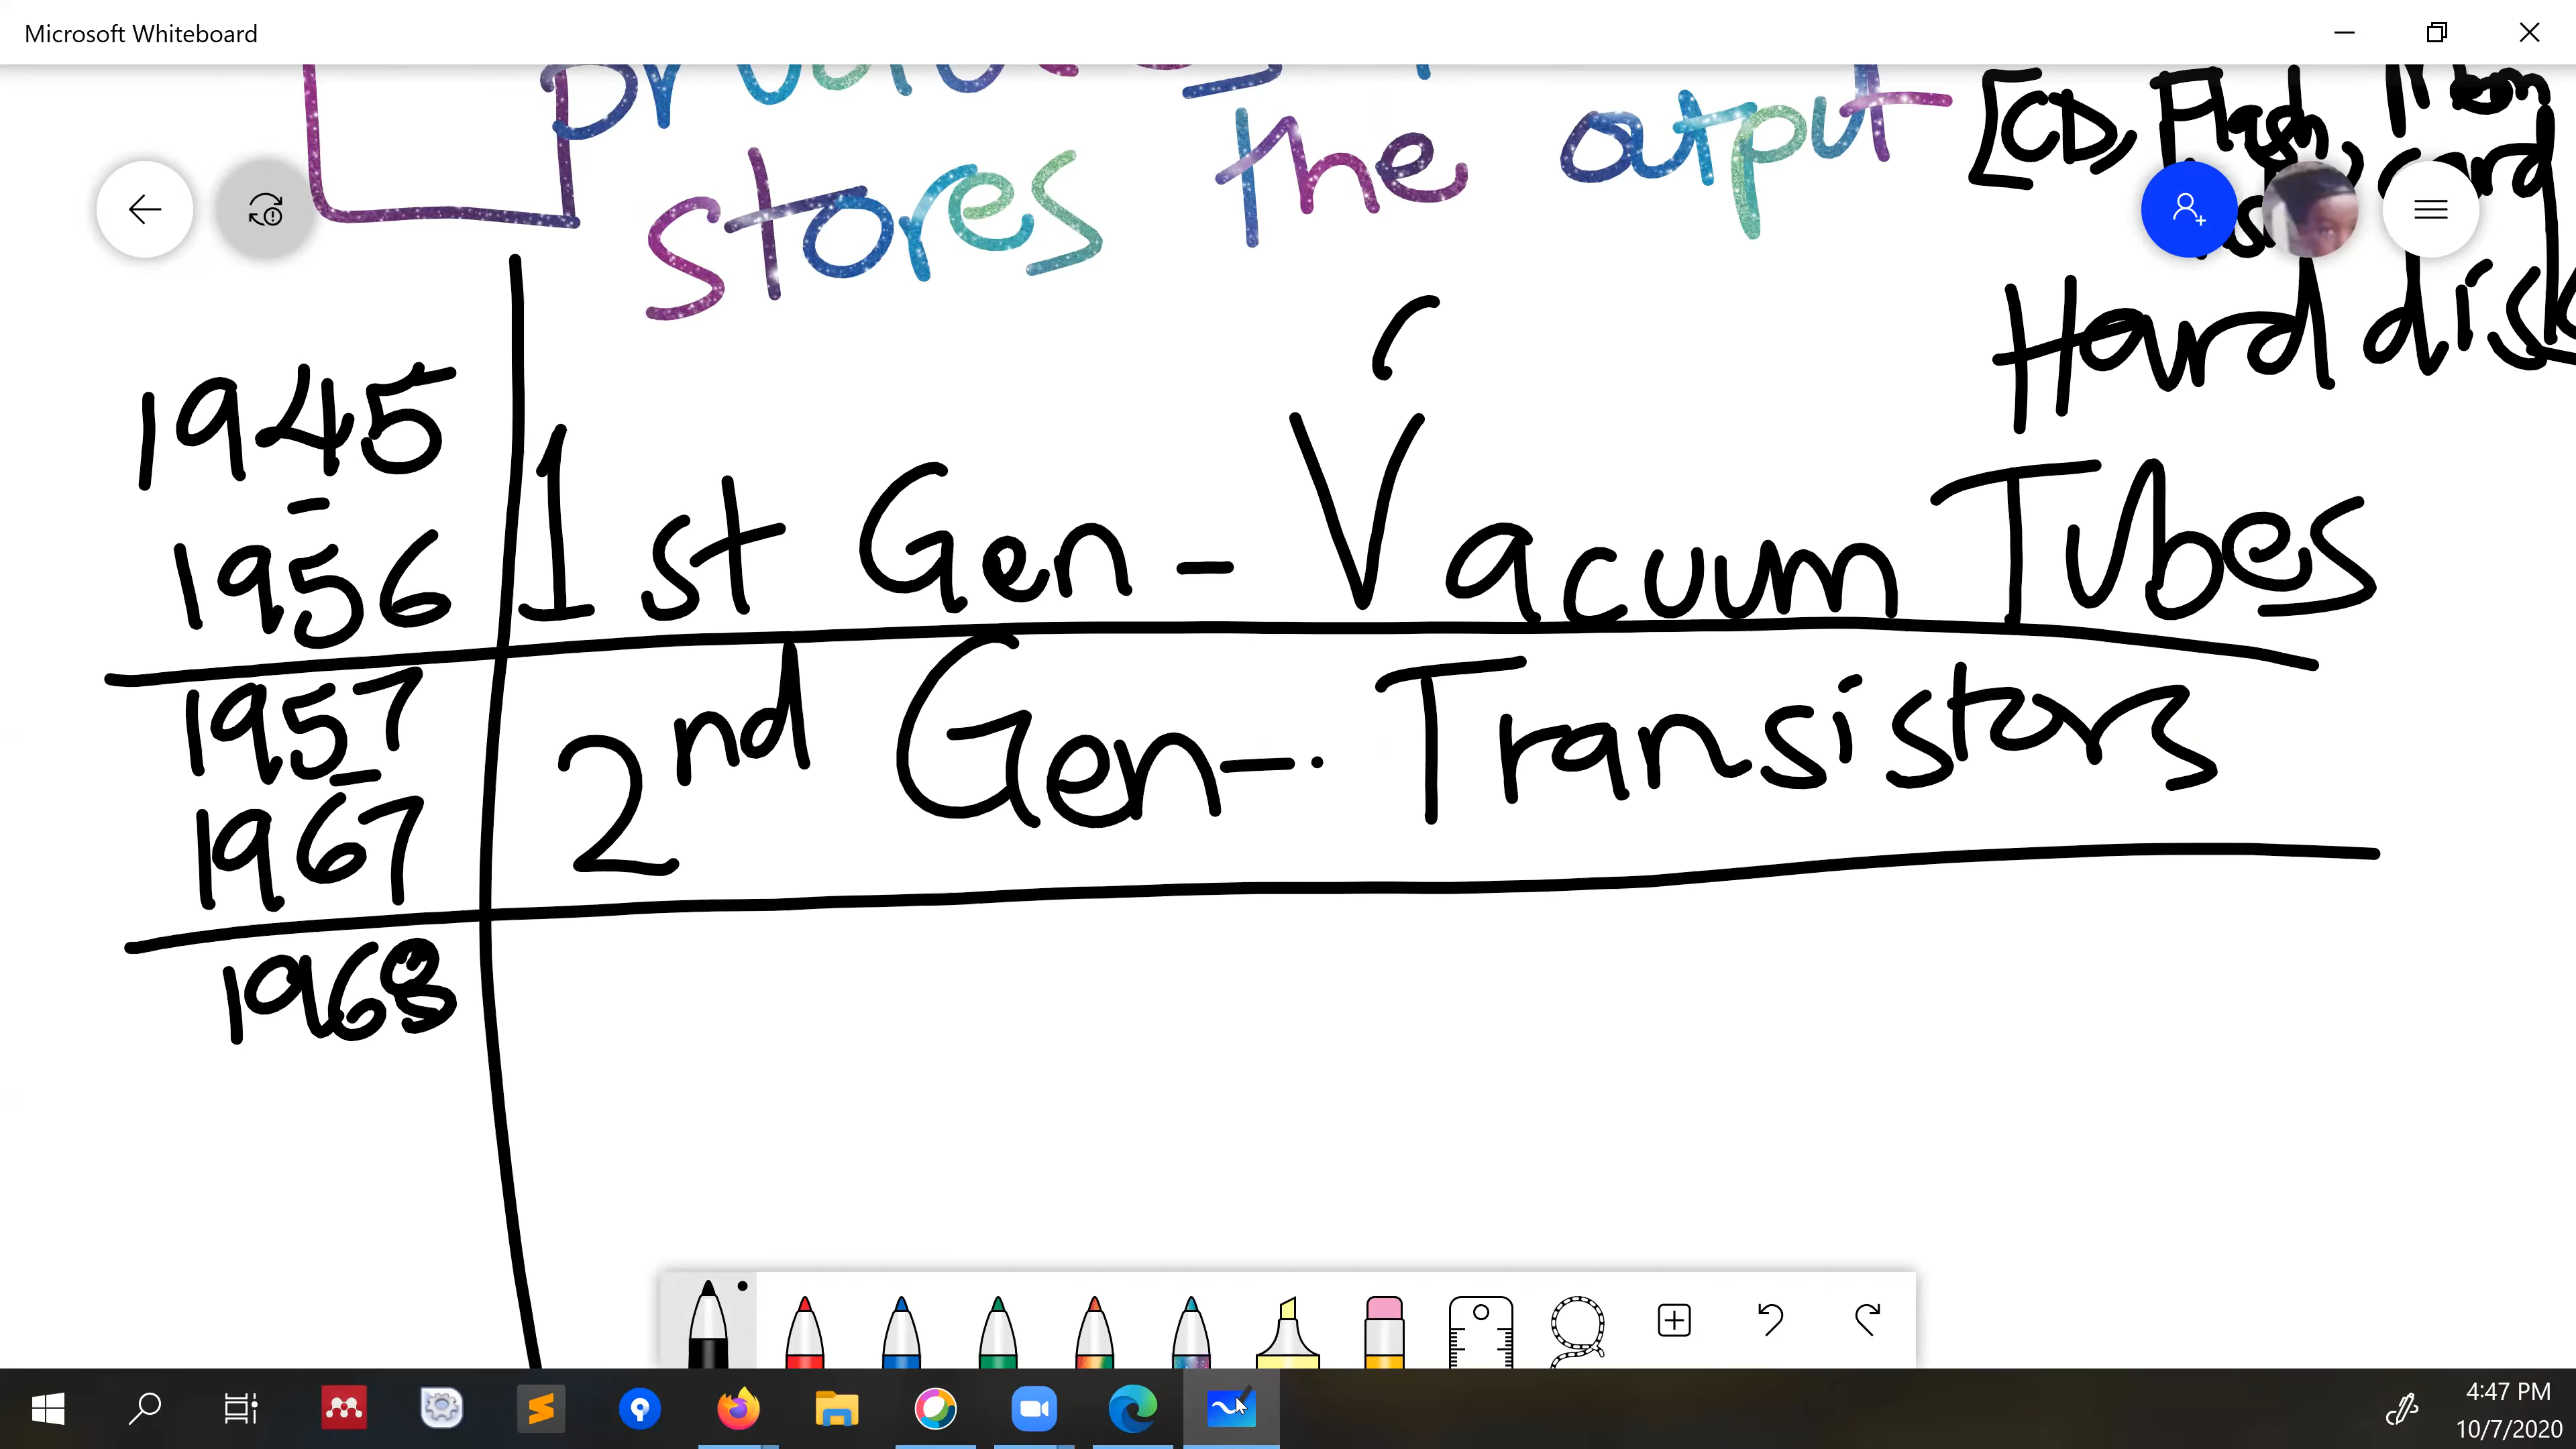 Microsoft Whiteboard
stores the output
[CD, Flash,
Hard disk
1945
-
1956
1st Gen - Vacuum Tubes
1957
-
1967
2nd Gen-. Transistors
1968
4:47 PM
10/7/2020